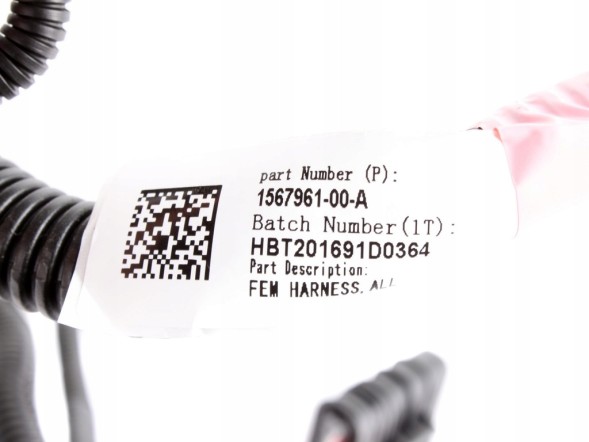 part Number (P):
1567961-00-A
Batch Number(1T):
HBT201691D0364
Part Description:
FEM HARNESS. ALL